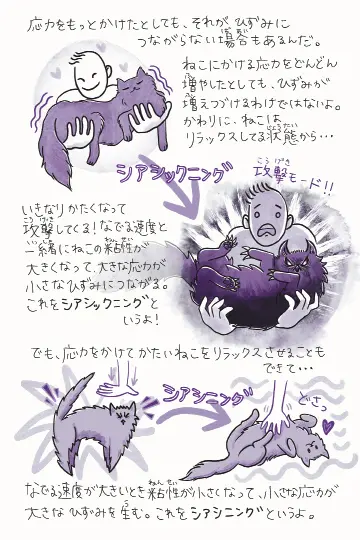 応力をもっとかけたとしても、それが ひずみに
つながらない場合もあるんだ。
ねこにかける応力をどんどん
増やしたとしても、ひずみが
増えつづけるわけではないよ。
かわりに、ねこは
リラックスしてる状態から…
シアシックニング
攻撃モード!!
いきなりかたくなって
攻撃してくる!なでる速度と
一緒にねこの粘性が
大きくなって、大きな応力が
小さなひずみにつながる。
これをシアシックニングと
いうよ!
でも、応力をかけてかたいねこをリラックスさせることも
できて…
シアシニング
どさっ
なでる速度が大きいとき粘性が小さくなって、小さな応力が
大きな ひずみを生む。これをシアシニングというよ。